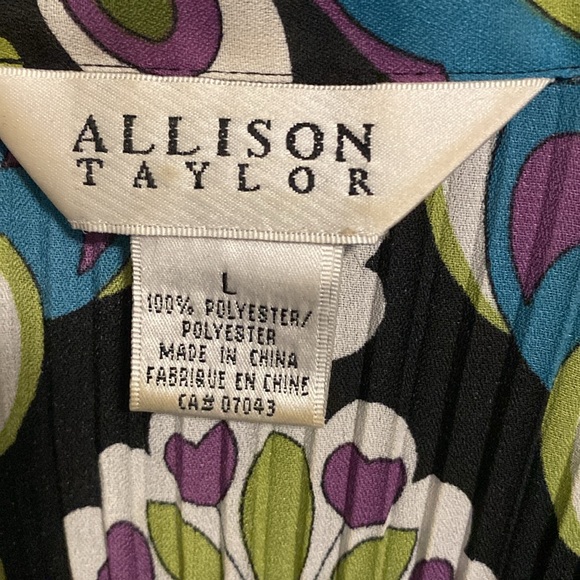 ALLISON
TAYLOR
L
100% POLYESTER/
POLYESTER
MADE IN CHINA
FABRIQUE EN CHINE
CA# 07043